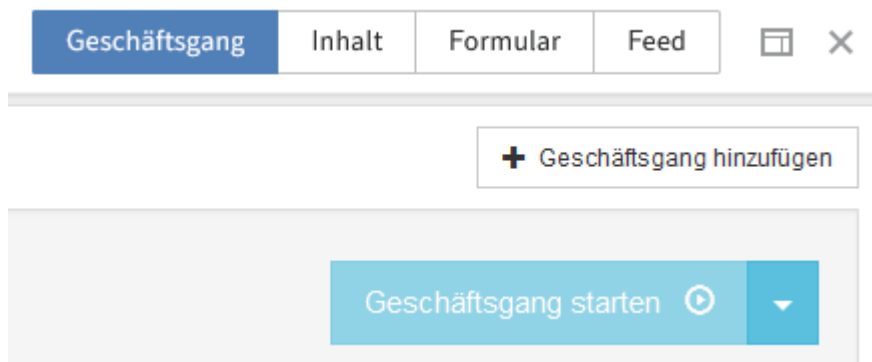 Geschäftsgang Inhalt Formular Feed
Geschäftsgang hinzufügen
Geschäftsgang starten